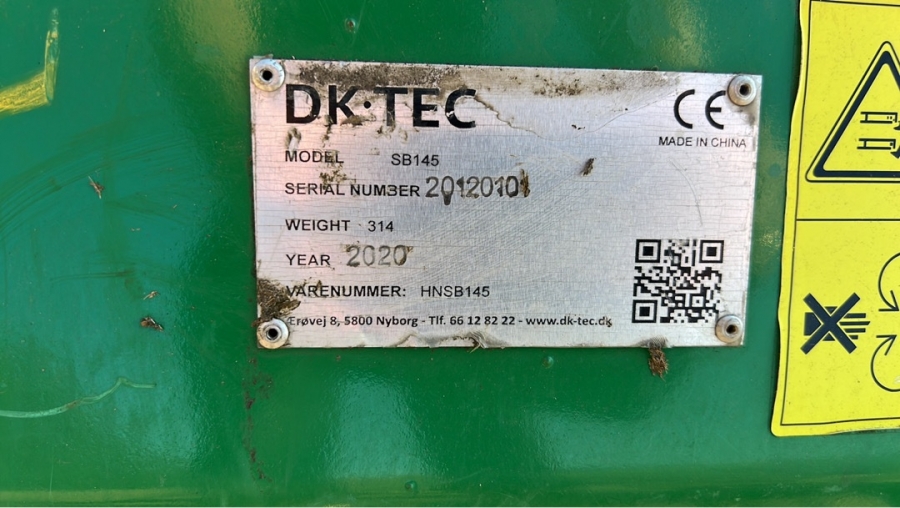 DK·TEC
CE
MADE IN CHINA
MODEL SB145
SERIAL NUMBER 20120101
WEIGHT 314
YEAR 2020
VARENUMMER: HNSB145
Ærøvej 8, 5800 Nyborg - Tlf. 66 12 82 22 - www.dk-tec.dk